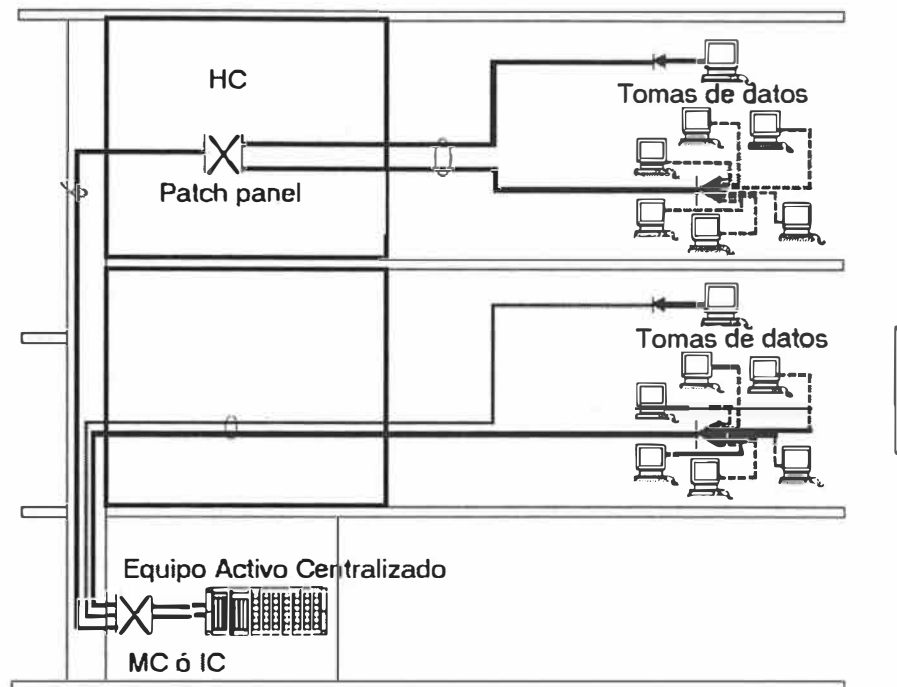 HC
Tomas de datos
Patch panel
Tomas de datos
Equipo Activo Centralizado
MC ó IC